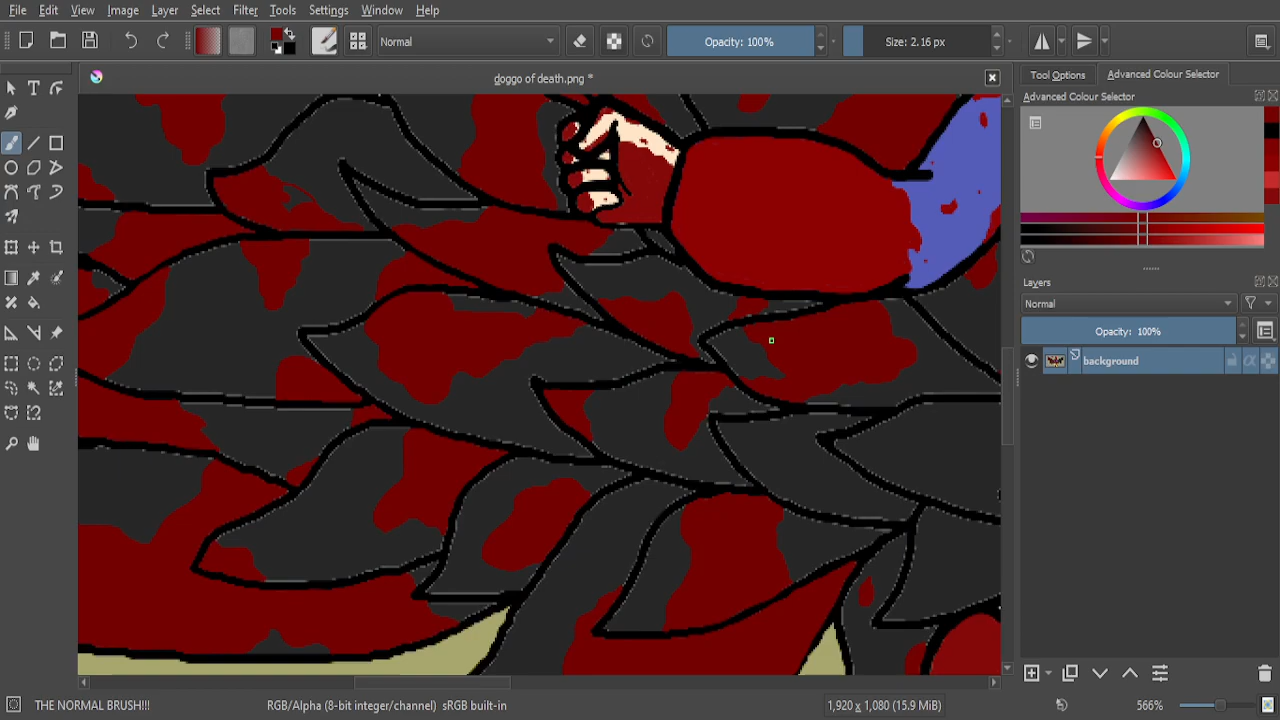 File Edit View Image Layer Select Filter Tools Settings Window Help
Normal
Opacity: 100%
Size: 2.16 px
doggo of death.png *
Tool Options
Advanced Colour Selector
Advanced Colour Selector
Layers
Normal
Opacity: 100%
background
THE NORMAL BRUSH!!!
RGB/Alpha (8-bit integer/channel) sRGB built-in
1,920 x 1,080 (15.9 MiB)
566%